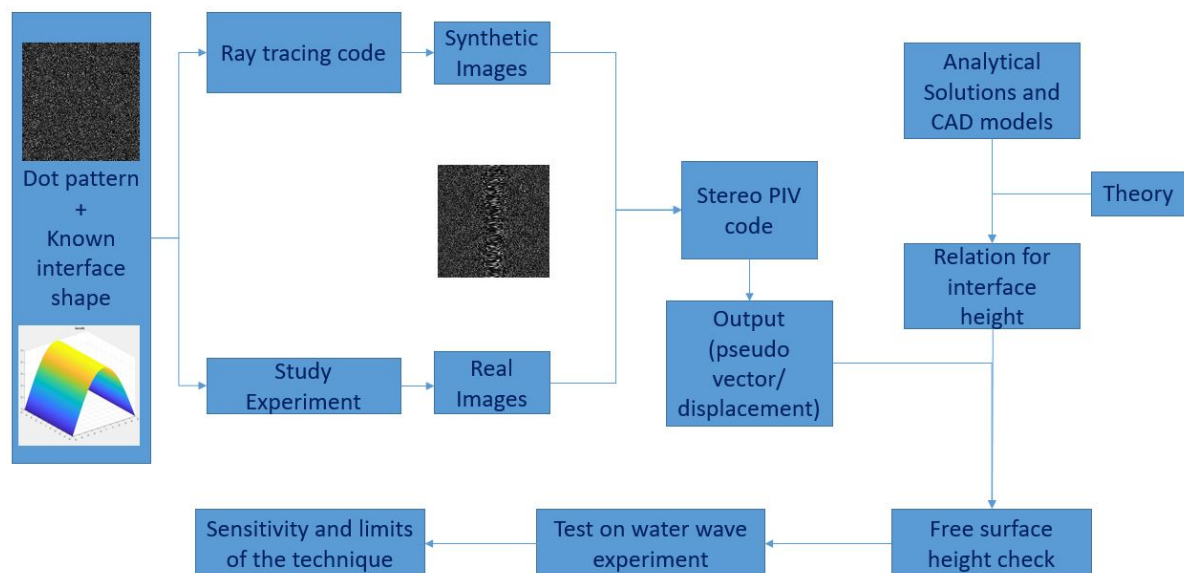 Dot pattern
+
Known
interface
shape
Ray tracing code
Synthetic
Images
Study
Experiment
Real
Images
Stereo PIV
code
Output
(pseudo
vector/
displacement)
Analytical
Solutions and
CAD models
Theory
Relation for
interface
height
Free surface
height check
Test on water wave
experiment
Sensitivity and limits
of the technique